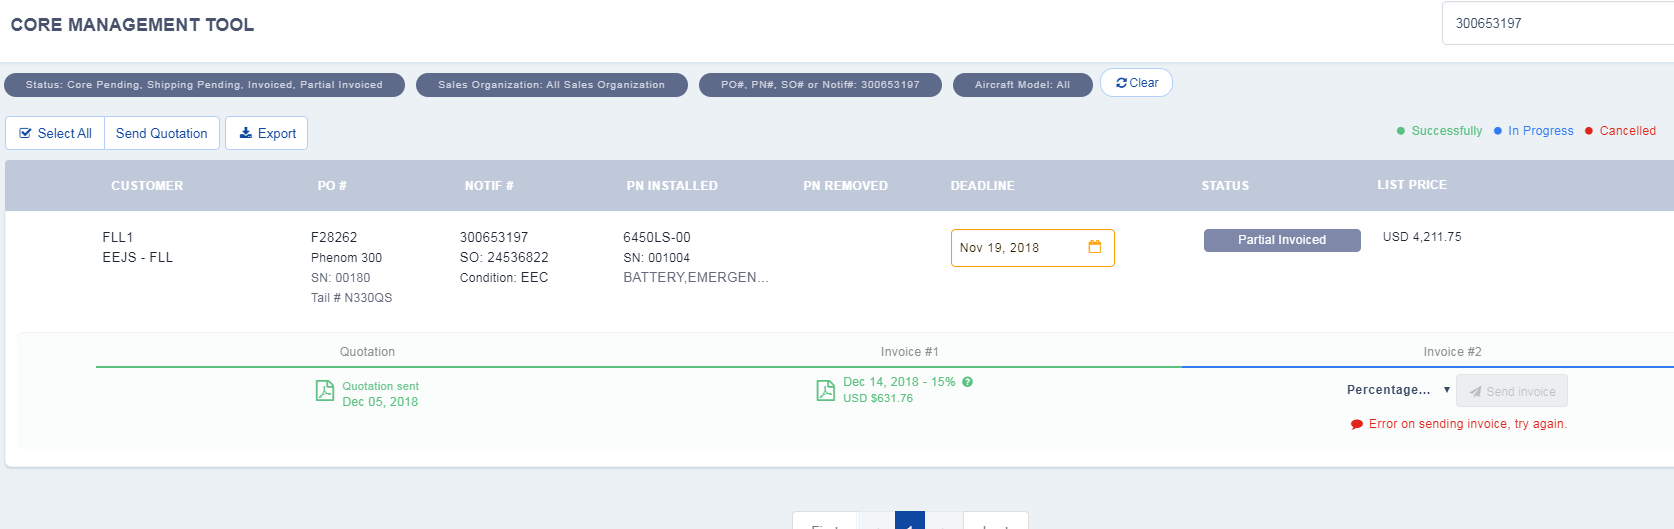 CORE MANAGEMENT TOOL
300653197
Status: Core Pending, Shipping Pending, Invoiced, Partial Invoiced
Sales Organization: All Sales Organization
PO#, PN#, SO# or Notif#: 300653197
Aircraft Model: All
Clear
Select All
Send Quotation
Export
Successfully
In Progress
Cancelled
CUSTOMER
PO #
NOTIF #
PN INSTALLED
PN REMOVED
DEADLINE
STATUS
LIST PRICE
FLL1
EEJS - FLL
F28262
Phenom 300
SN: 00180
Tail # N330QS
300653197
SO: 24536822
Condition: EEC
6450LS-00
SN: 001004
BATTERY,EMERGEN...
Nov 19, 2018
Partial Invoiced
USD 4,211.75
Quotation
Invoice #1
Invoice #2
Quotation sent
Dec 05, 2018
Dec 14, 2018 - 15%
USD $631.76
Percentage...
Send invoice
Error on sending invoice, try again.